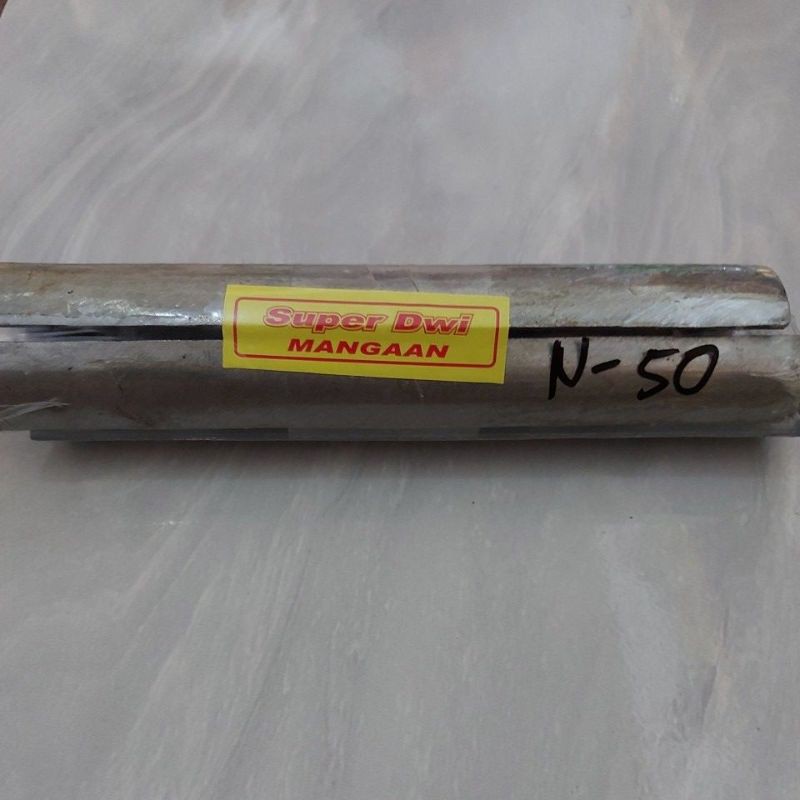 Super Dwi
MANGAAN
N-50